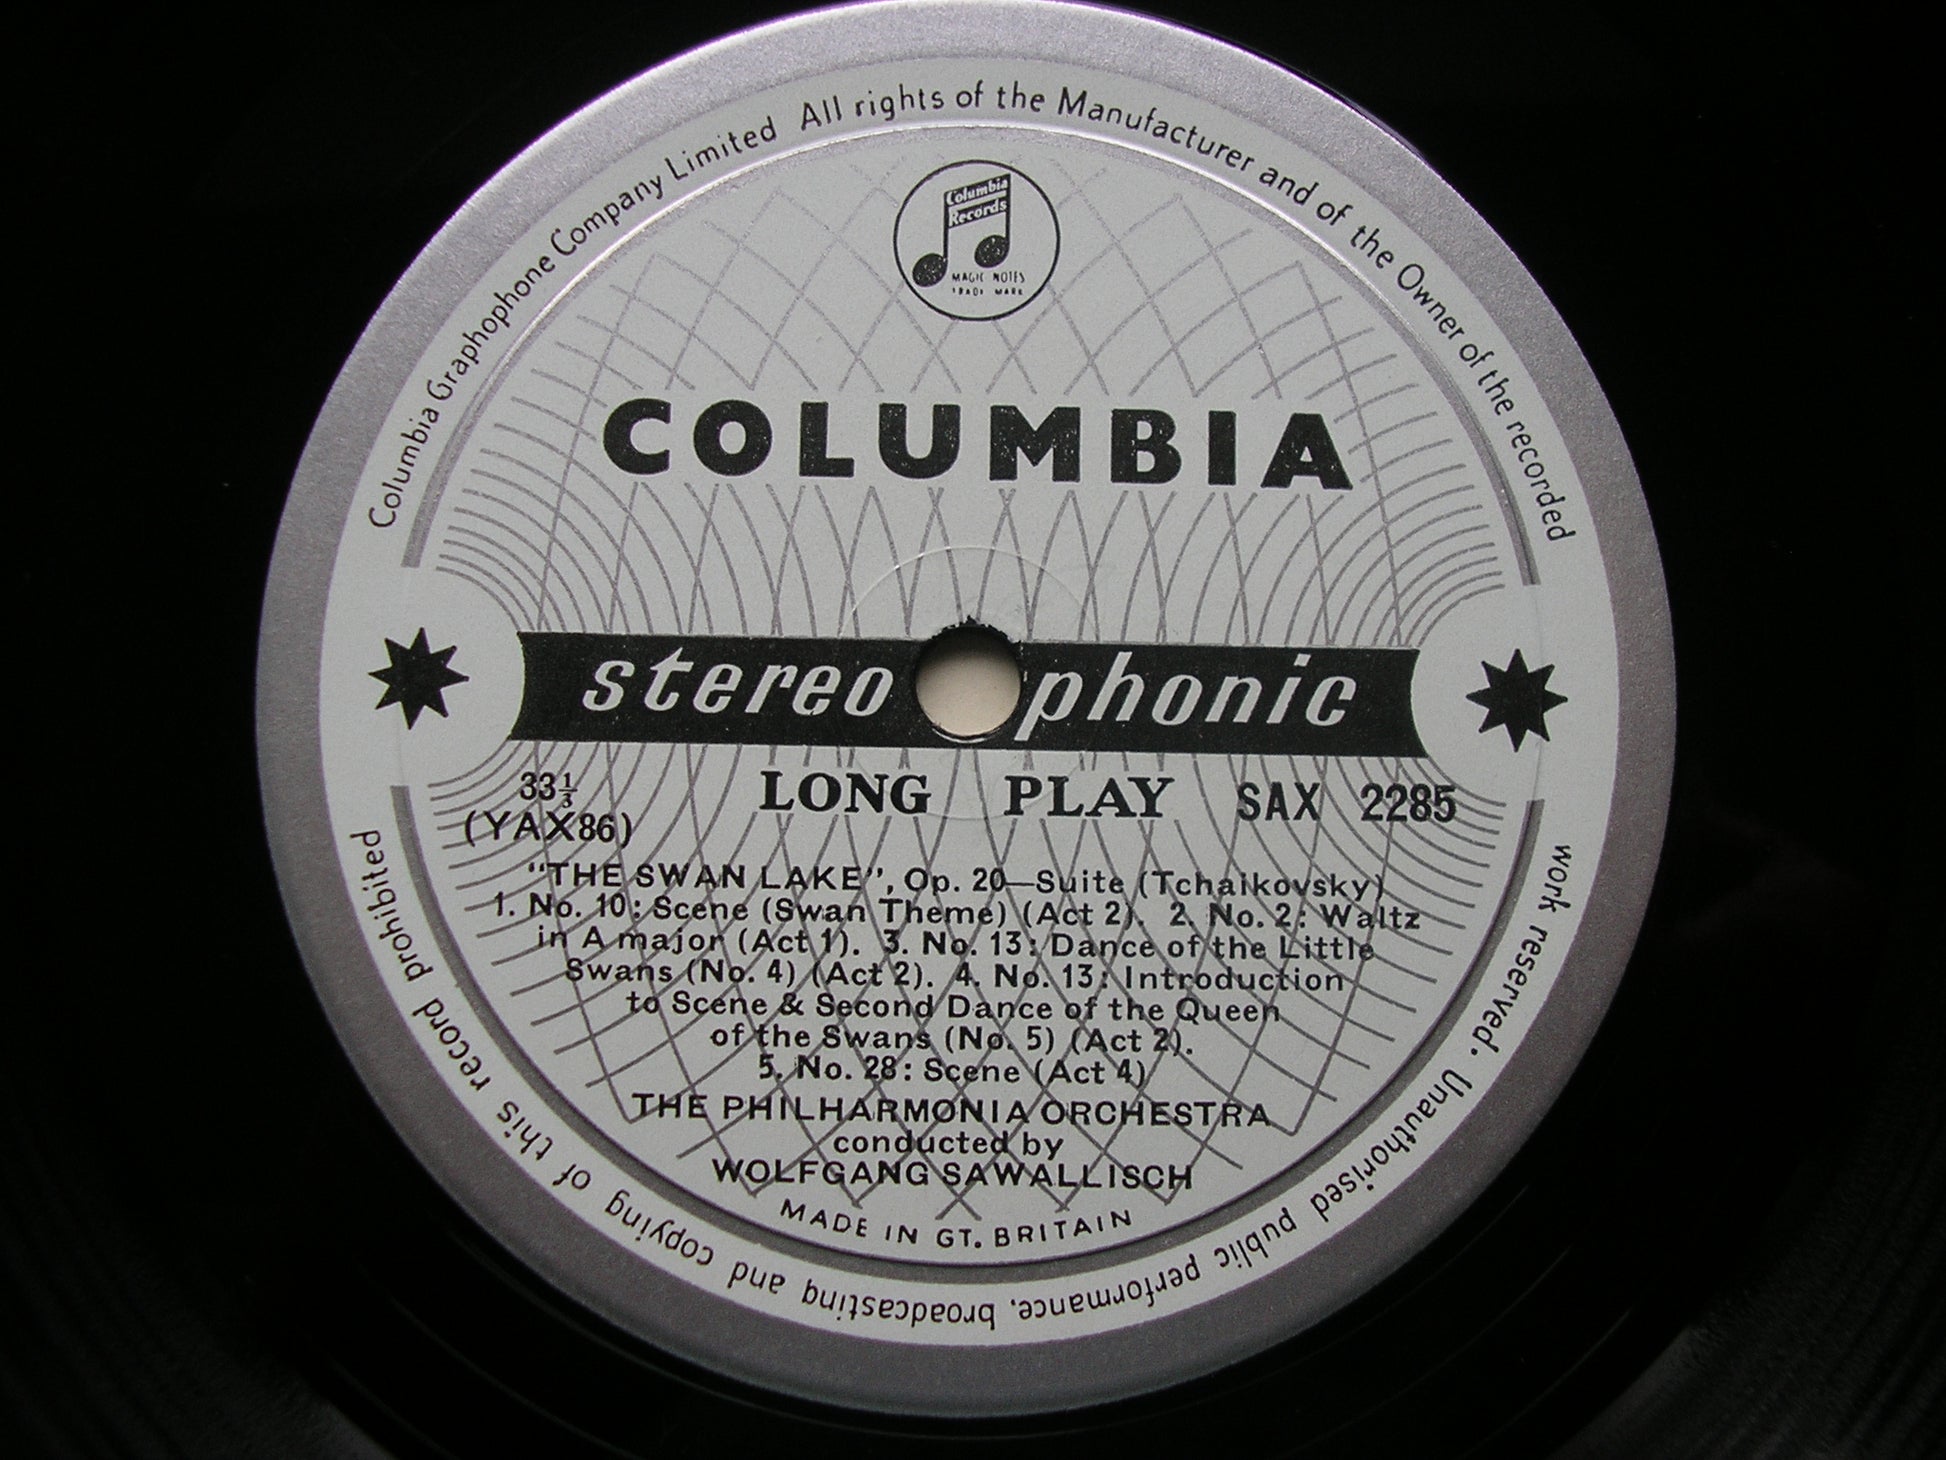 Columbia Graphophone Company Limited All rights of the Manufacturer and of the Owner of the recorded
work reserved. Unauthorised public performance, broadcasting and copying of this record prohibited
Columbia
Records
MAGIC NOTES
TRADE MARK
COLUMBIA
stereophonic
33⅓
LONG PLAY SAX 2285
(YAX86)
"THE SWAN LAKE", Op. 20—Suite (Tchaikovsky)
1. No. 10: Scene (Swan Theme) (Act 2). 2. No. 2: Waltz
in A major (Act 1). 3. No. 13: Dance of the Little
Swans (No. 4) (Act 2). 4. No. 13: Introduction
to Scene & Second Dance of the Queen
of the Swans (No. 5) (Act 2).
5. No. 28: Scene (Act 4)
THE PHILHARMONIA ORCHESTRA
conducted by
WOLFGANG SAWALLISCH
MADE IN GT. BRITAIN